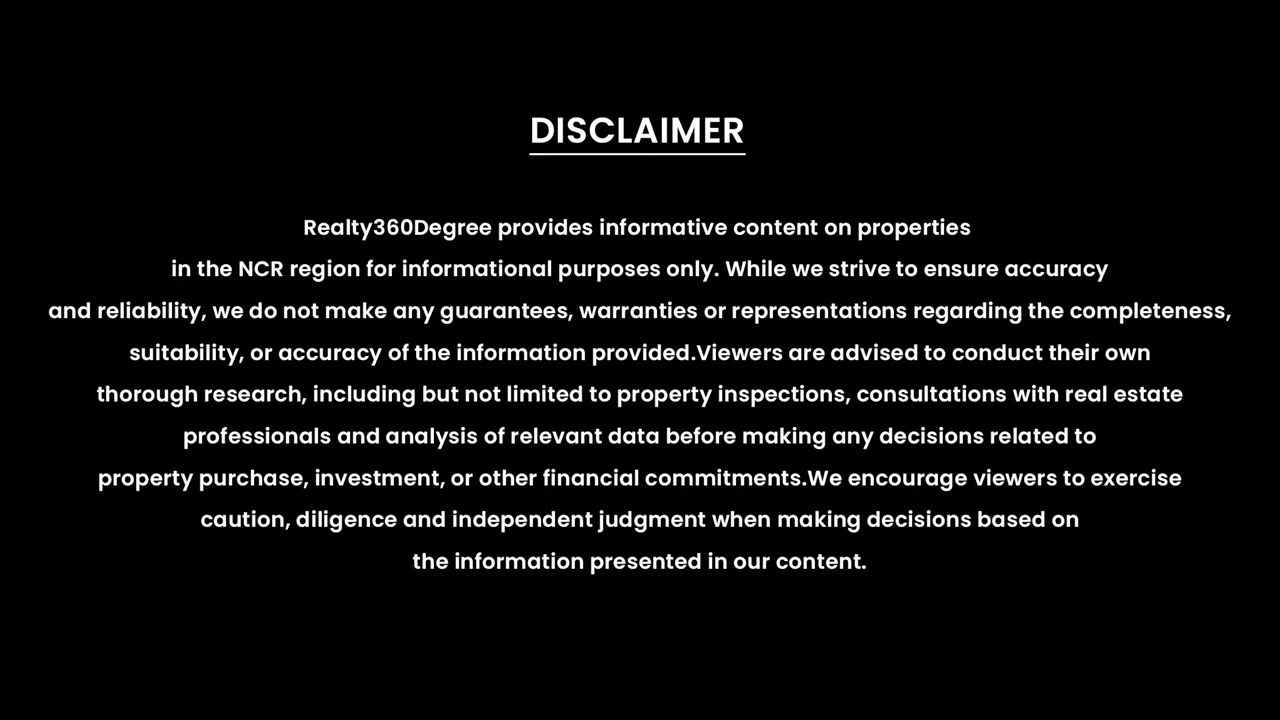 DISCLAIMER
Realty360Degree provides informative content on properties
in the NCR region for informational purposes only. While we strive to ensure accuracy
and reliability, we do not make any guarantees, warranties or representations regarding the completeness,
suitability, or accuracy of the information provided.Viewers are advised to conduct their own
thorough research, including but not limited to property inspections, consultations with real estate
professionals and analysis of relevant data before making any decisions related to
property purchase, investment, or other financial commitments.We encourage viewers to exercise
caution, diligence and independent judgment when making decisions based on
the information presented in our content.